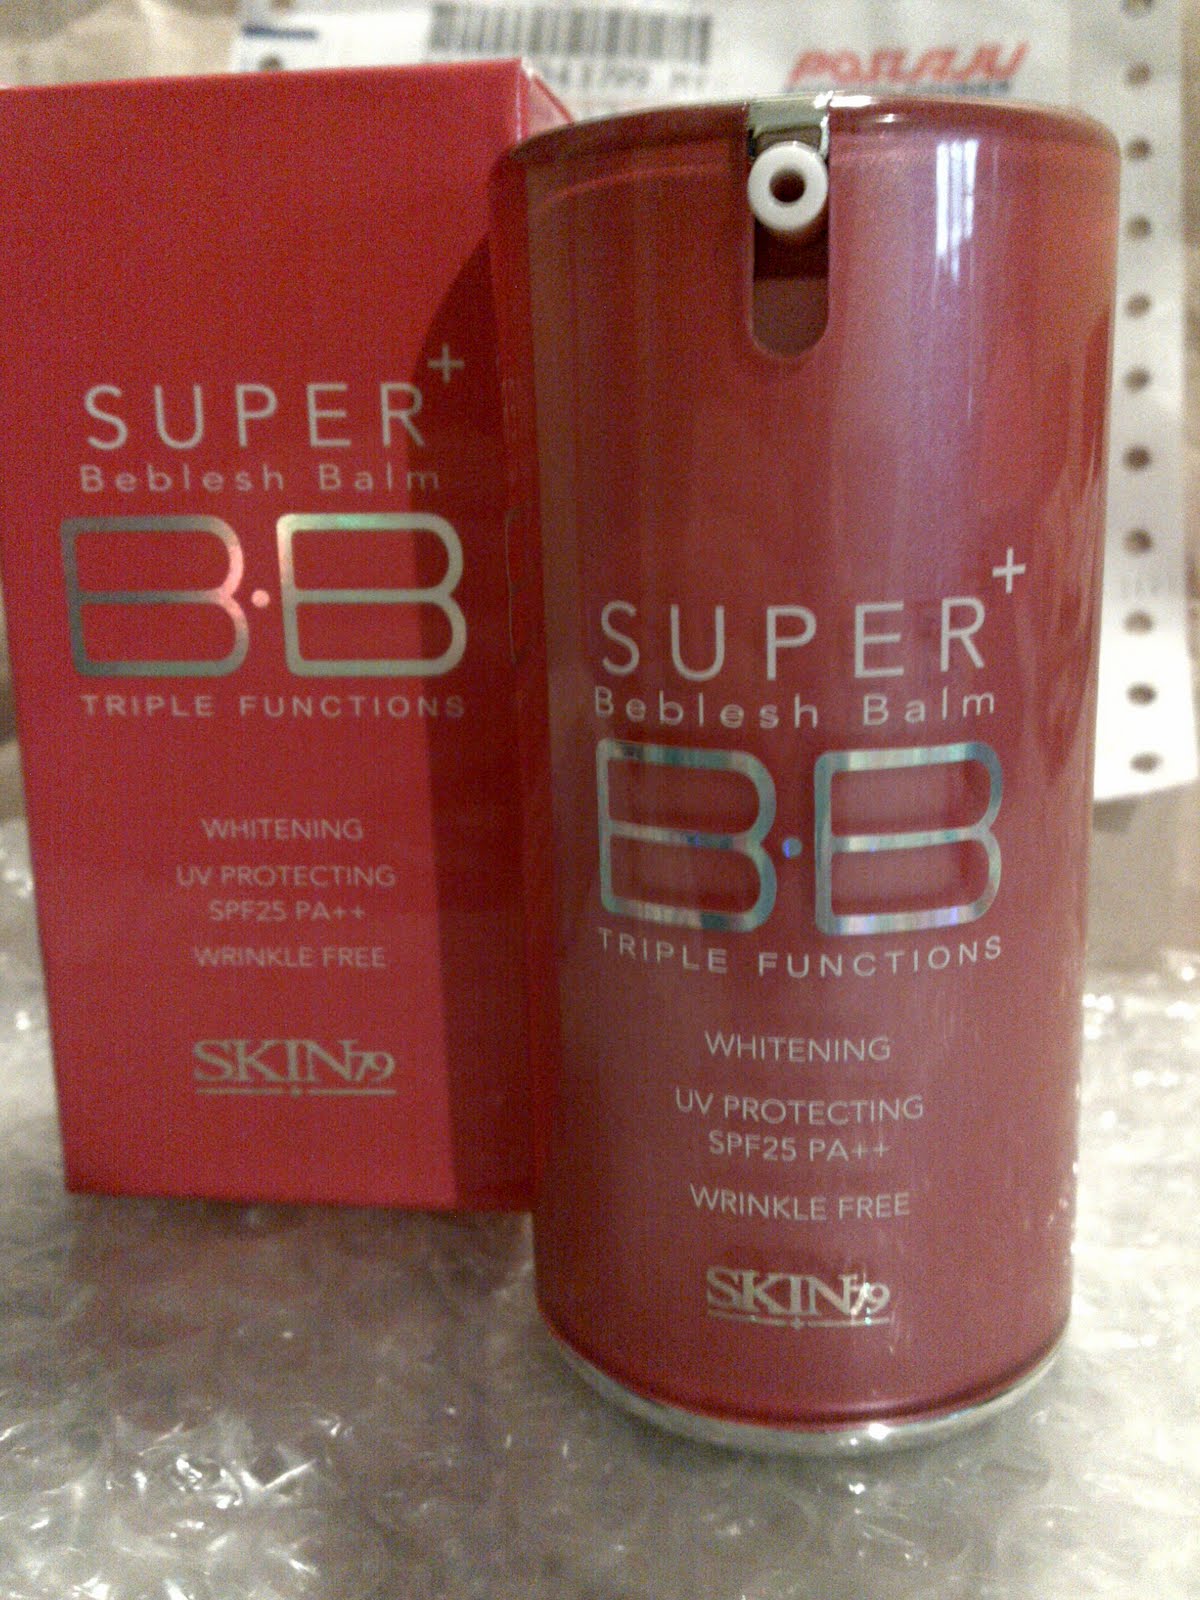 SUPER+
Beblesh Balm
B·B
TRIPLE FUNCTIONS
WHITENING
UV PROTECTING
SPF25 PA++
WRINKLE FREE
SKIN79
SUPER+
Beblesh Balm
B·B
TRIPLE FUNCTIONS
WHITENING
UV PROTECTING
SPF25 PA++
WRINKLE FREE
SKIN79